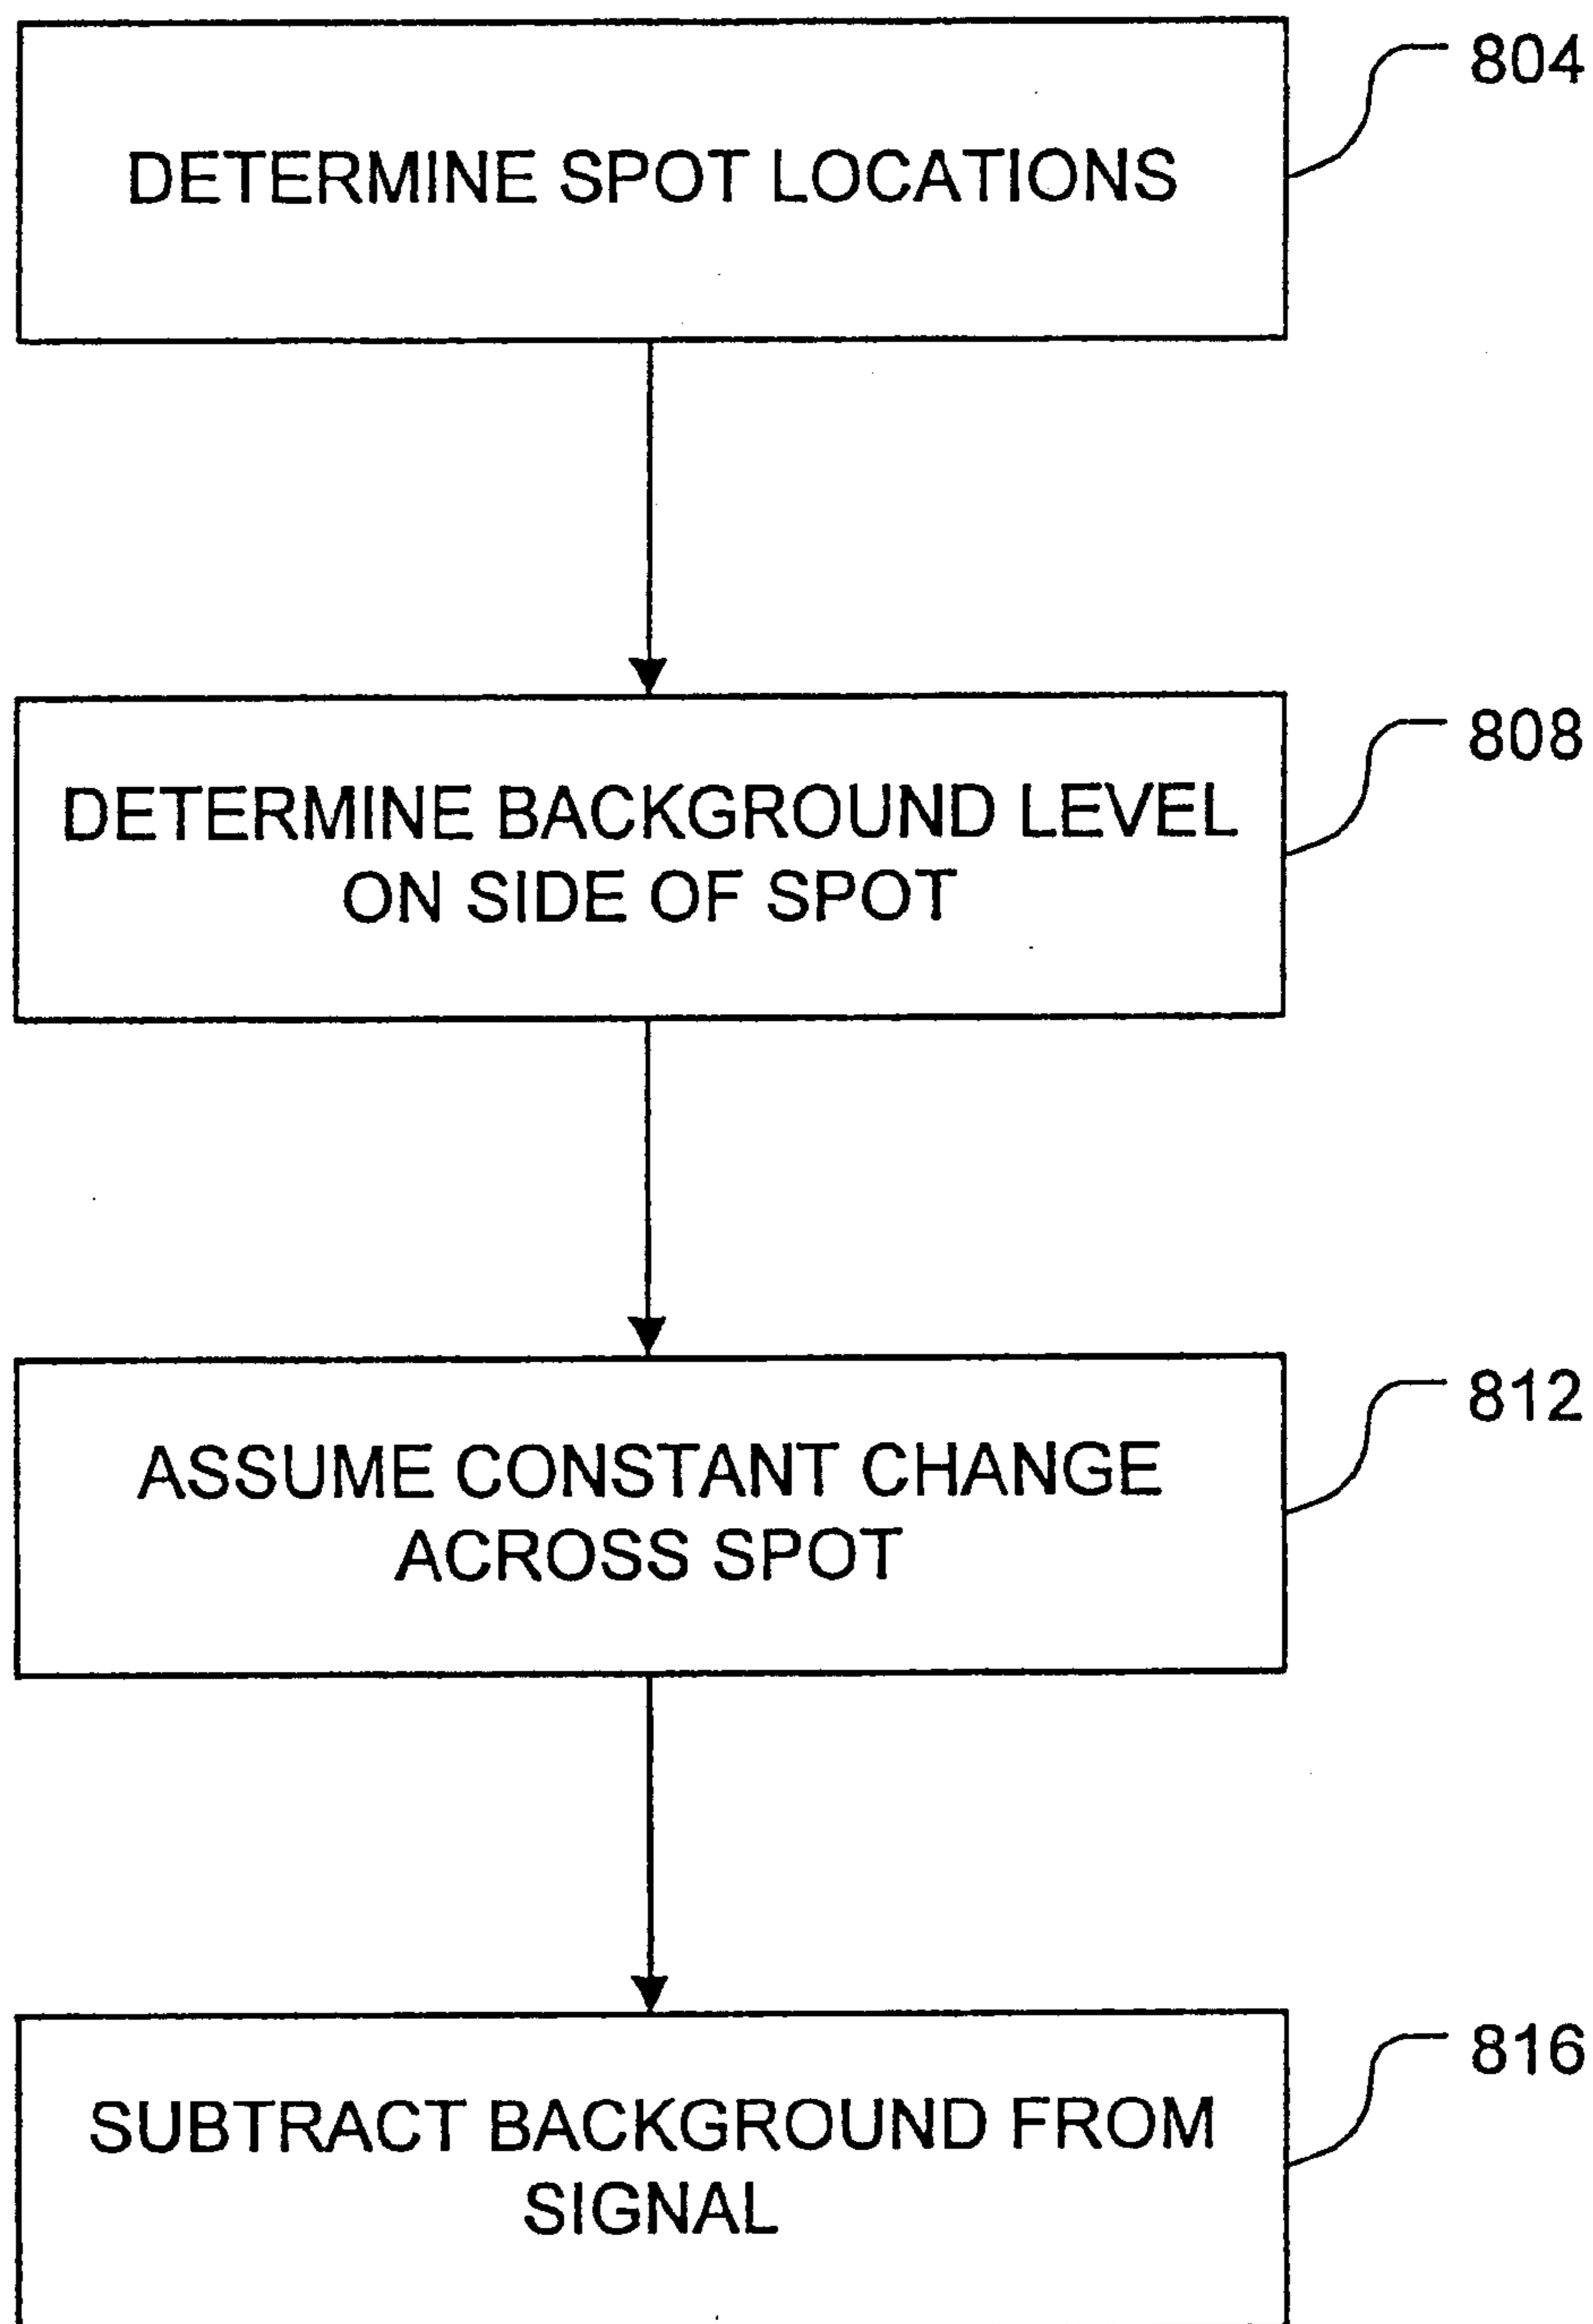 804
DETERMINE SPOT LOCATIONS
808
DETERMINE BACKGROUND LEVEL
ON SIDE OF SPOT
812
ASSUME CONSTANT CHANGE
ACROSS SPOT
816
SUBTRACT BACKGROUND FROM
SIGNAL